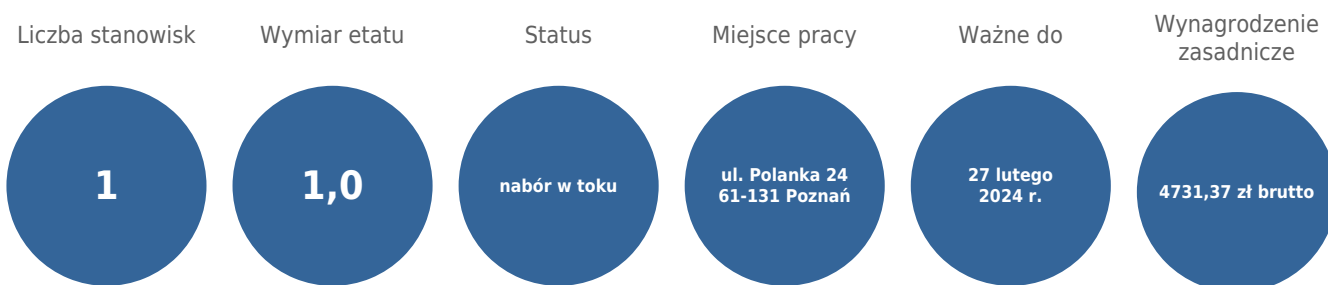 Liczba stanowisk
1
Wymiar etatu
1,0
Status
nabór w toku
Miejsce pracy
ul. Polanka 24
61-131 Poznań
Ważne do
27 lutego
2024 r.
Wynagrodzenie
zasadnicze
4731,37 zł brutto